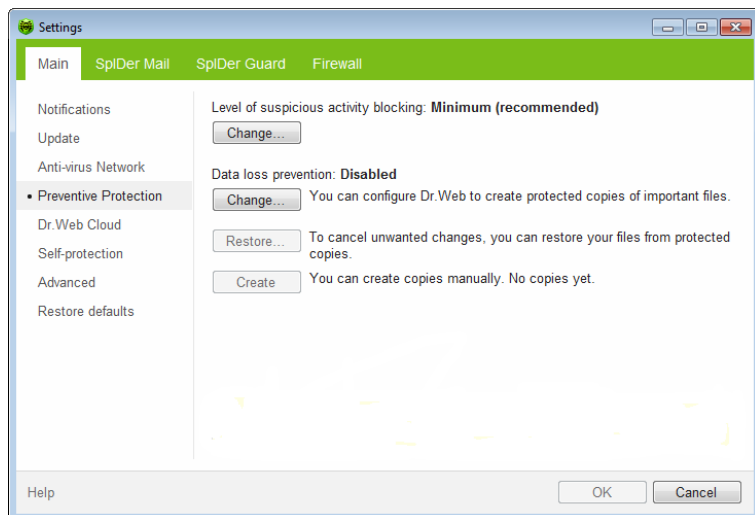 Settings
Main SpIDer Mail SpIDer Guard Firewall
Notifications
Update
Anti-virus Network
Preventive Protection
Dr.Web Cloud
Self-protection
Advanced
Restore defaults
Level of suspicious activity blocking: Minimum (recommended)
Change...
Data loss prevention: Disabled
Change... You can configure Dr.Web to create protected copies of important files.
Restore... To cancel unwanted changes, you can restore your files from protected
copies.
Create You can create copies manually. No copies yet.
Help OK Cancel